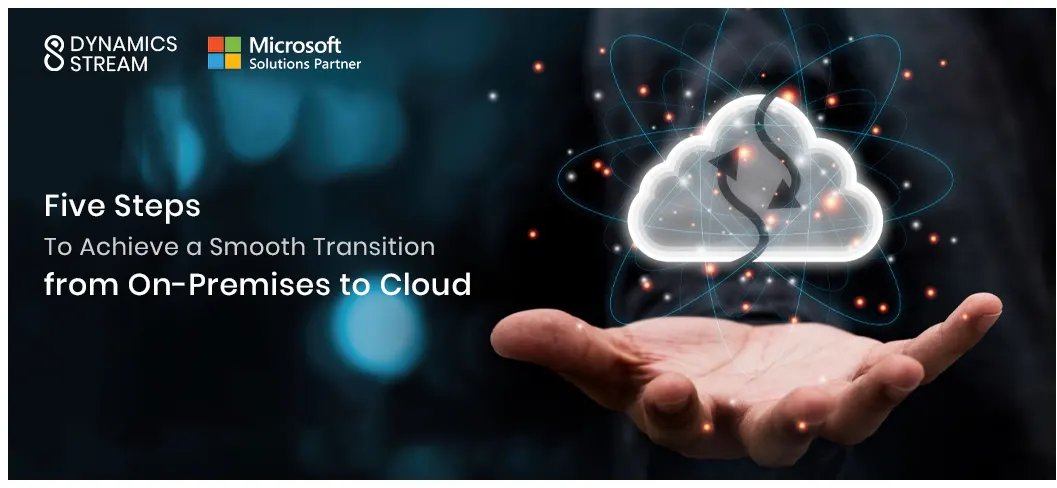 DYNAMICS
STREAM
Microsoft
Solutions Partner
Five Steps
To Achieve a Smooth Transition
from On-Premises to Cloud